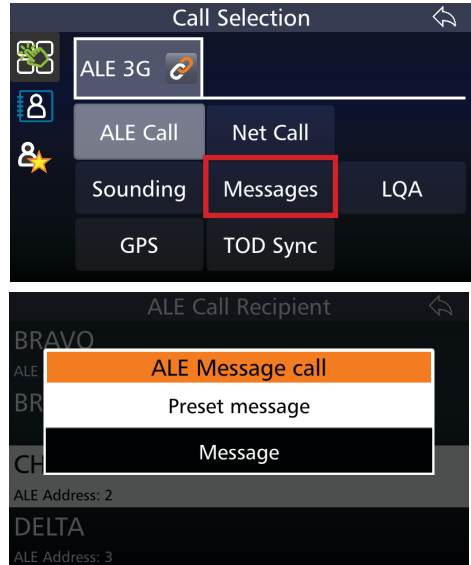 Call Selection
ALE 3G
ALE Call Net Call
Sounding Messages LQA
GPS TOD Sync
ALE Call Recipient
BRAVO
ALE
ALE Message call
BR
Preset message
Message
CH
ALE Address: 2
DELTA
ALE Address: 3